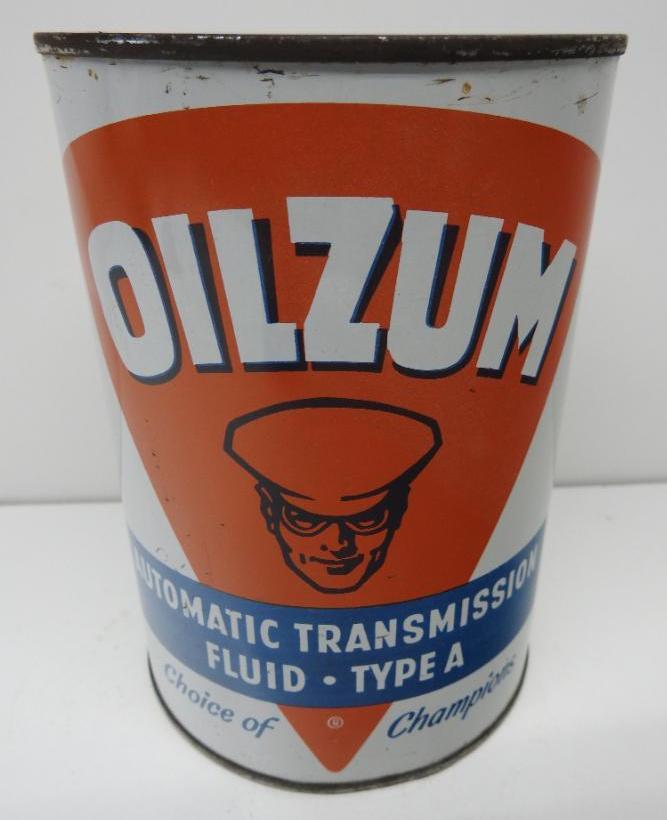 OILZUM
AUTOMATIC TRANSMISSION
FLUID • TYPE A
Choice of Champions